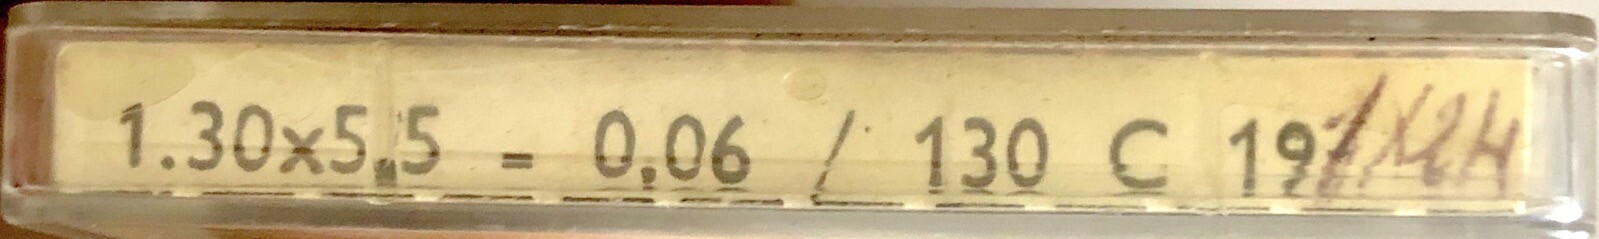 1.30x5,5 = 0,06 / 130 C 19